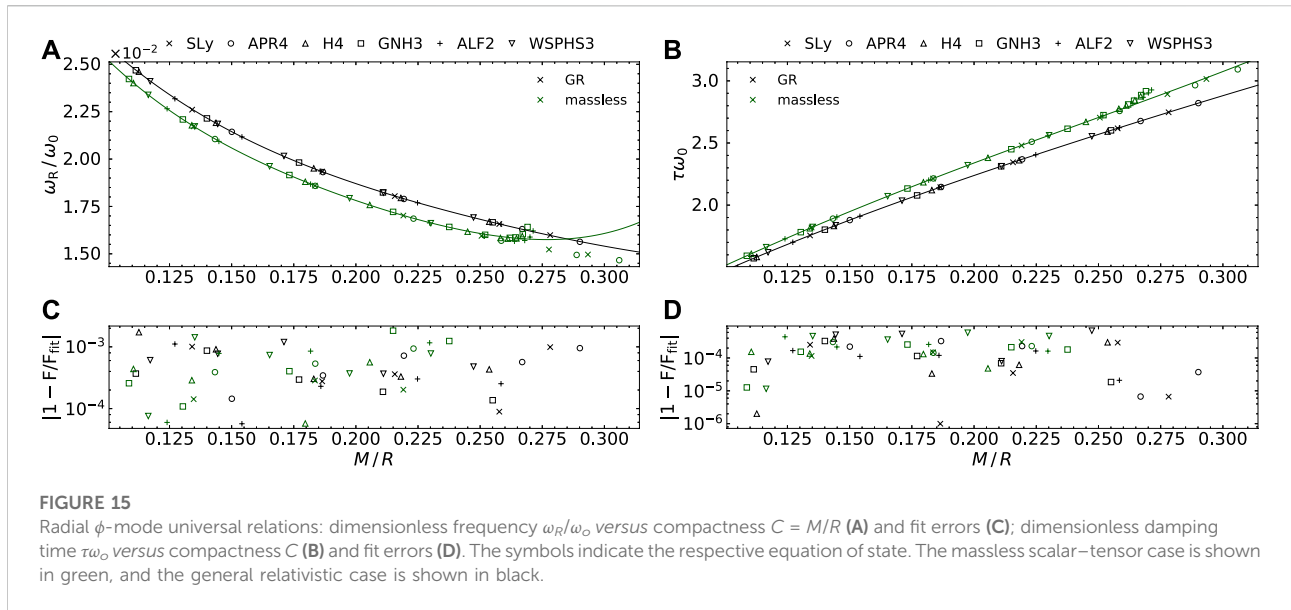 A
× SLy ○ APR4 △ H4 □ GNH3 + ALF2 ▽ WSPHS3
×10⁻²
2.50
2.25
2.00
1.75
1.50
ω_R/ω_0
× GR
× massless
0.125 0.150 0.175 0.200 0.225 0.250 0.275 0.300
B
× SLy ○ APR4 △ H4 □ GNH3 + ALF2 ▽ WSPHS3
3.0
2.5
2.0
τω_0
× GR
× massless
0.125 0.150 0.175 0.200 0.225 0.250 0.275 0.300
C
10⁻³
10⁻⁴
|1 − F/F_fit|
0.125 0.150 0.175 0.200 0.225 0.250 0.275 0.300
M/R
D
10⁻⁴
10⁻⁵
10⁻⁶
|1 − F/F_fit|
0.125 0.150 0.175 0.200 0.225 0.250 0.275 0.300
M/R
FIGURE 15
Radial ϕ-mode universal relations: dimensionless frequency ω_R/ω_o versus compactness C = M/R (A) and fit errors (C); dimensionless damping
time τω_o versus compactness C (B) and fit errors (D). The symbols indicate the respective equation of state. The massless scalar–tensor case is shown
in green, and the general relativistic case is shown in black.